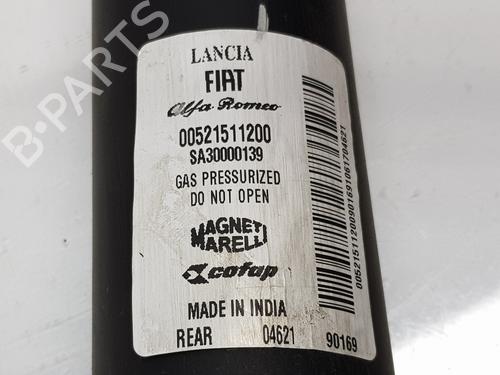 LANCIA
FIAT
Alfa Romeo
00521511200
SA30000139
GAS PRESSURIZED
DO NOT OPEN
MAGNETI
MARELLI
cofap
MADE IN INDIA
REAR 04621 90169
00521511200901691061704621
B-PARTS